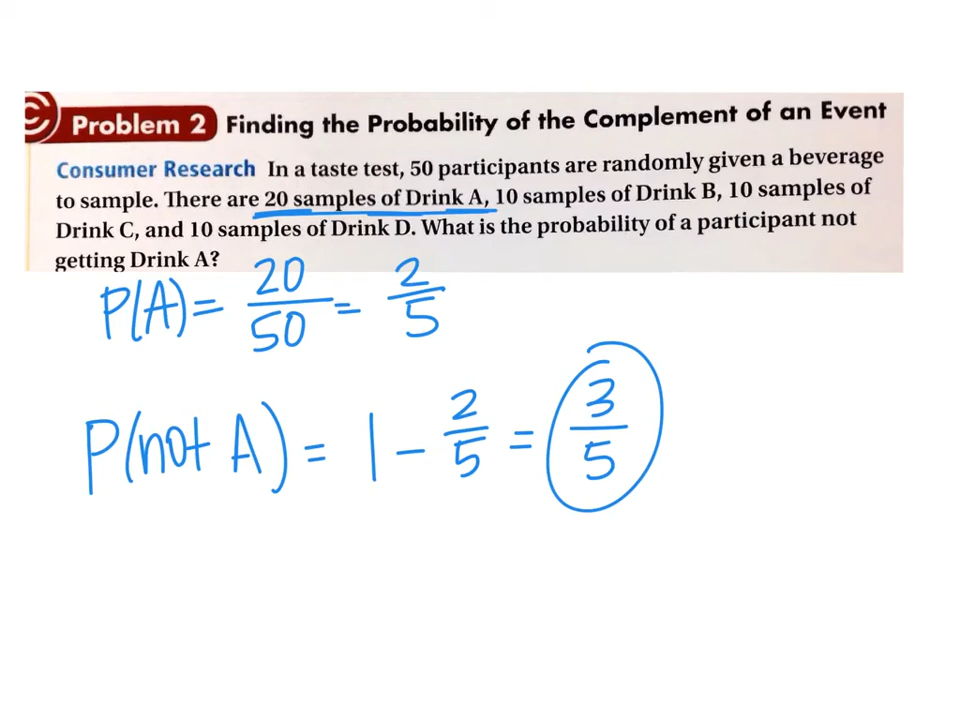 Problem 2 Finding the Probability of the Complement of an Event
Consumer Research In a taste test, 50 participants are randomly given a beverage
to sample. There are 20 samples of Drink A, 10 samples of Drink B, 10 samples of
Drink C, and 10 samples of Drink D. What is the probability of a participant not
getting Drink A?
P(A) = 20/50 = 2/5
P(not A) = 1 - 2/5 = 3/5